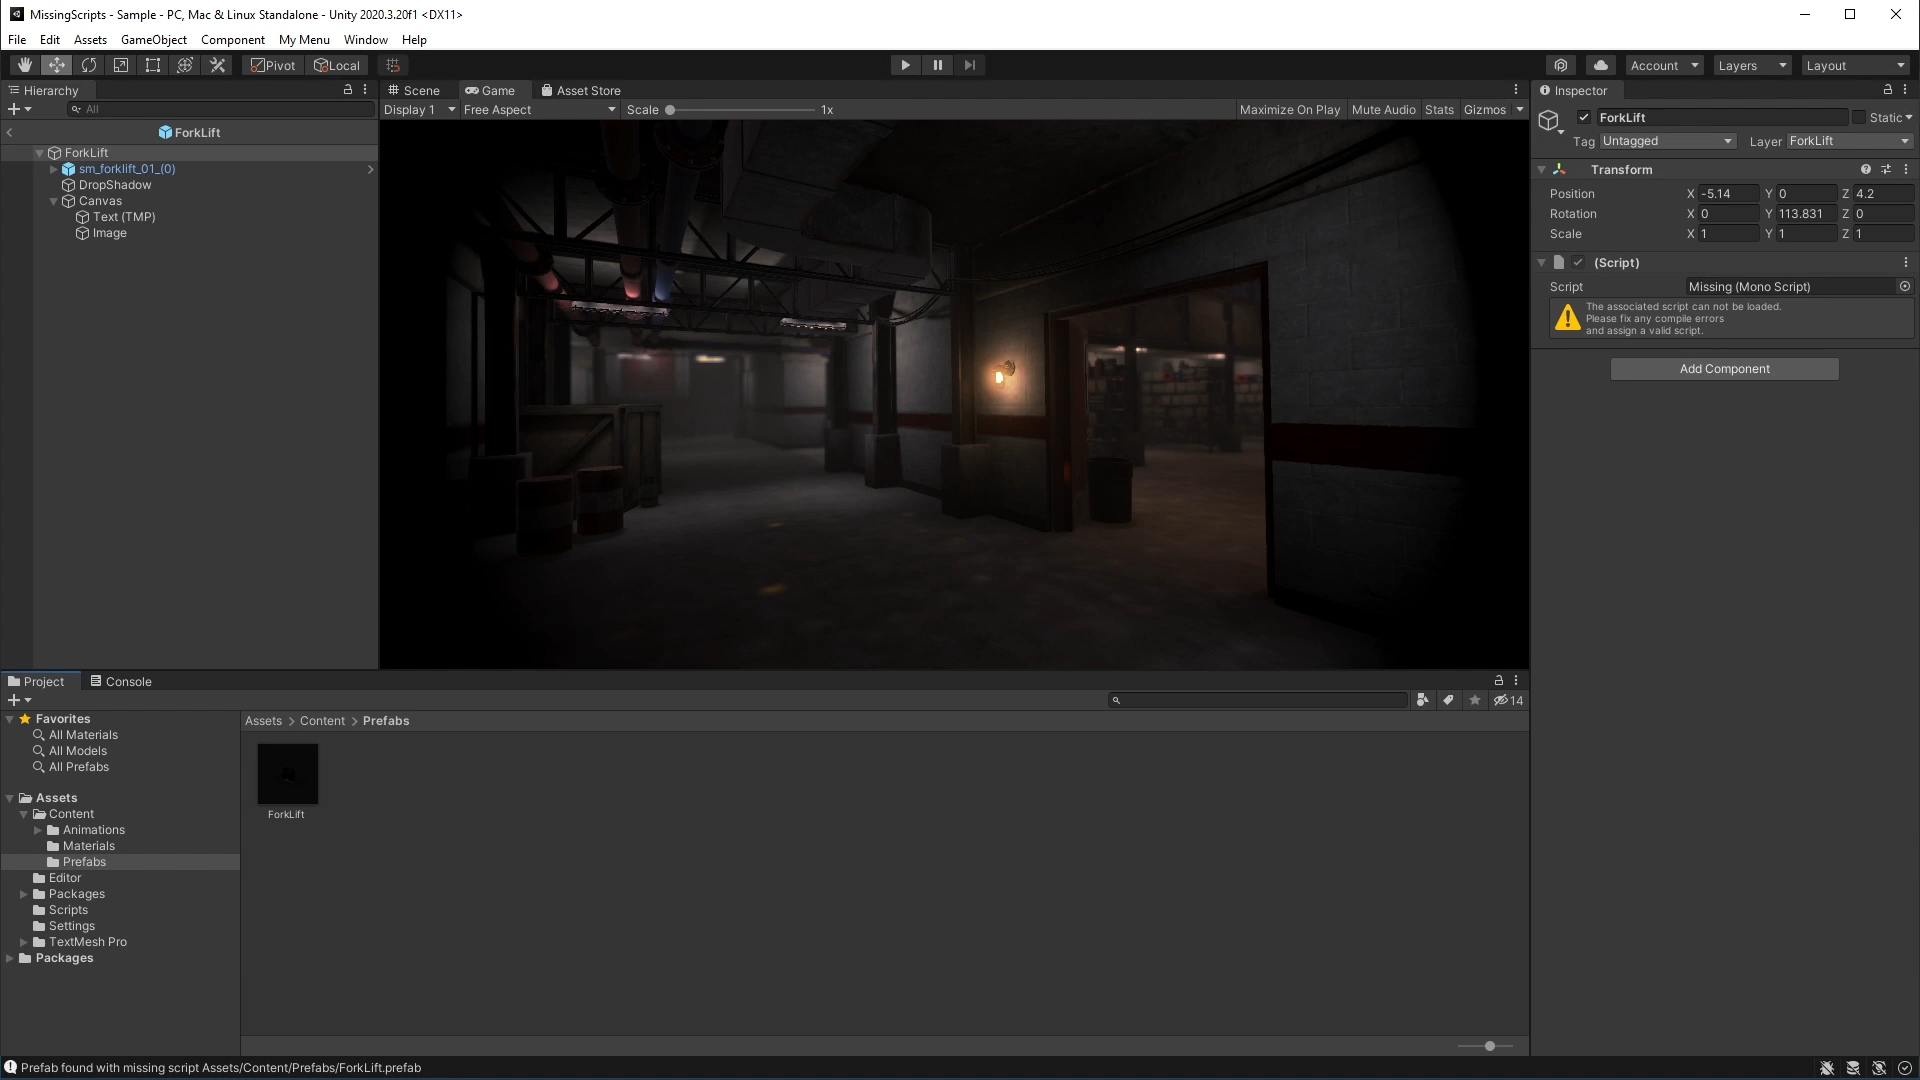 MissingScripts - Sample - PC, Mac & Linux Standalone - Unity 2020.3.20f1 <DX11>
File Edit Assets GameObject Component My Menu Window Help
Pivot Local Account Layers Layout
Hierarchy
All
ForkLift
ForkLift
sm_forklift_01_(0)
DropShadow
Canvas
Text (TMP)
Image
Scene Game Asset Store
Display 1 Free Aspect Scale 1x Maximize On Play Mute Audio Stats Gizmos
Inspector
ForkLift Static
Tag Untagged Layer ForkLift
Transform
Position X -5.14 Y 0 Z 4.2
Rotation X 0 Y 113.831 Z 0
Scale X 1 Y 1 Z 1
(Script)
Script Missing (Mono Script)
The associated script can not be loaded.
Please fix any compile errors
and assign a valid script.
Add Component
Project Console
14
Favorites
All Materials
All Models
All Prefabs
Assets
Content
Animations
Materials
Prefabs
Editor
Packages
Scripts
Settings
TextMesh Pro
Packages
Assets > Content > Prefabs
ForkLift
Prefab found with missing script Assets/Content/Prefabs/ForkLift.prefab